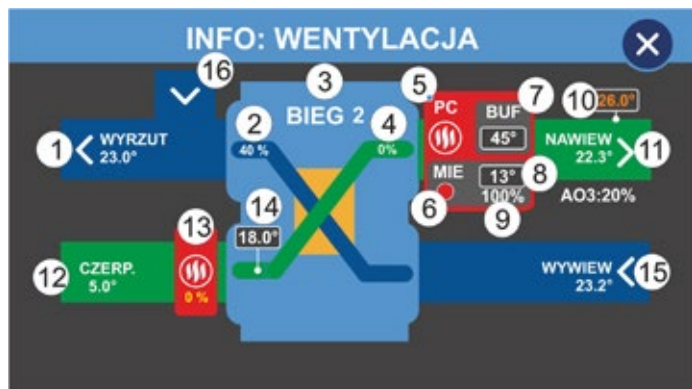 INFO: WENTYLACJA
16
3
5
7
10
26.0°
PC
BUF
BIEG 2
2
4
1
WYRZUT
23.0°
40 %
0%
45°
NAWIEW
22.3°
11
MIE
13°
8
6
100%
9
AO3:20%
13
14
18.0°
12
CZERP.
5.0°
0 %
WYWIEW
23.2°
15